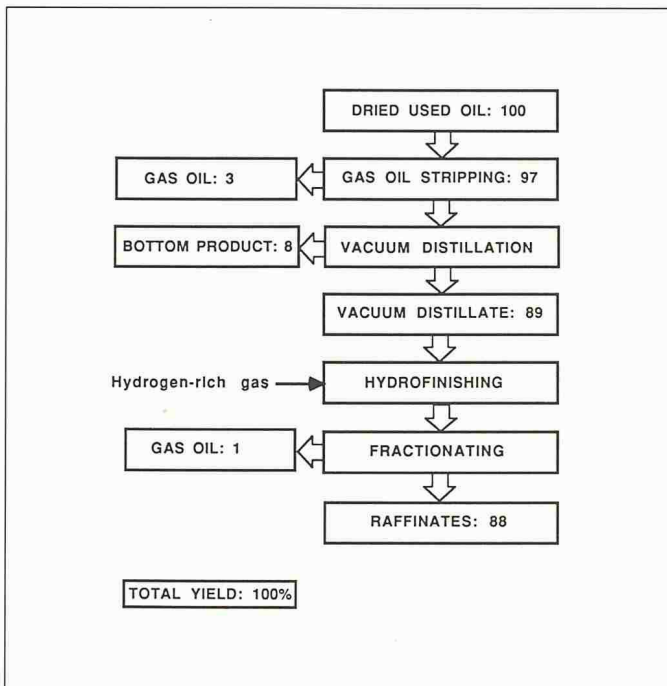 DRIED USED OIL: 100
GAS OIL: 3
GAS OIL STRIPPING: 97
BOTTOM PRODUCT: 8
VACUUM DISTILLATION
VACUUM DISTILLATE: 89
Hydrogen-rich gas
HYDROFINISHING
GAS OIL: 1
FRACTIONATING
RAFFINATES: 88
TOTAL YIELD: 100%